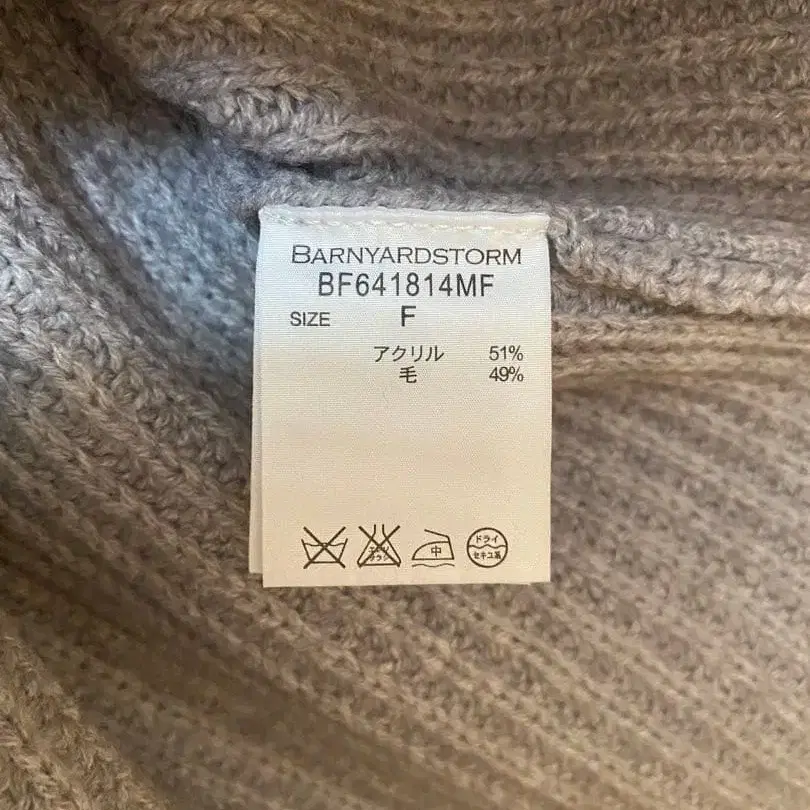 BARNYARDSTORM
BF641814MF
SIZE F
アクリル 51%
毛 49%
中
ドライ
セキユ系